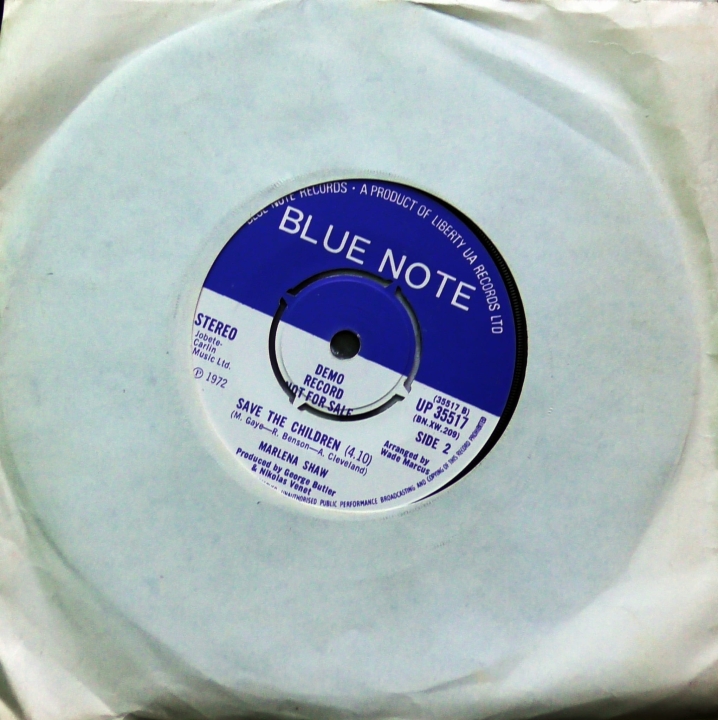 BLUE NOTE RECORDS · A PRODUCT OF LIBERTY UA RECORDS LTD
BLUE NOTE
STEREO
Jobete-
Carlin
Music Ltd.
℗ 1972
DEMO
RECORD
NOT FOR SALE
(35517 B)
UP 35517
(BN.XW.209)
SIDE 2
Arranged by
Wade Marcus
SAVE THE CHILDREN (4.10)
(M. Gaye—R. Benson—A. Cleveland)
MARLENA SHAW
Produced by George Butler
& Nikolas Venet
UNAUTHORISED PUBLIC PERFORMANCE BROADCASTING AND COPYING OF THIS RECORD PROHIBITED